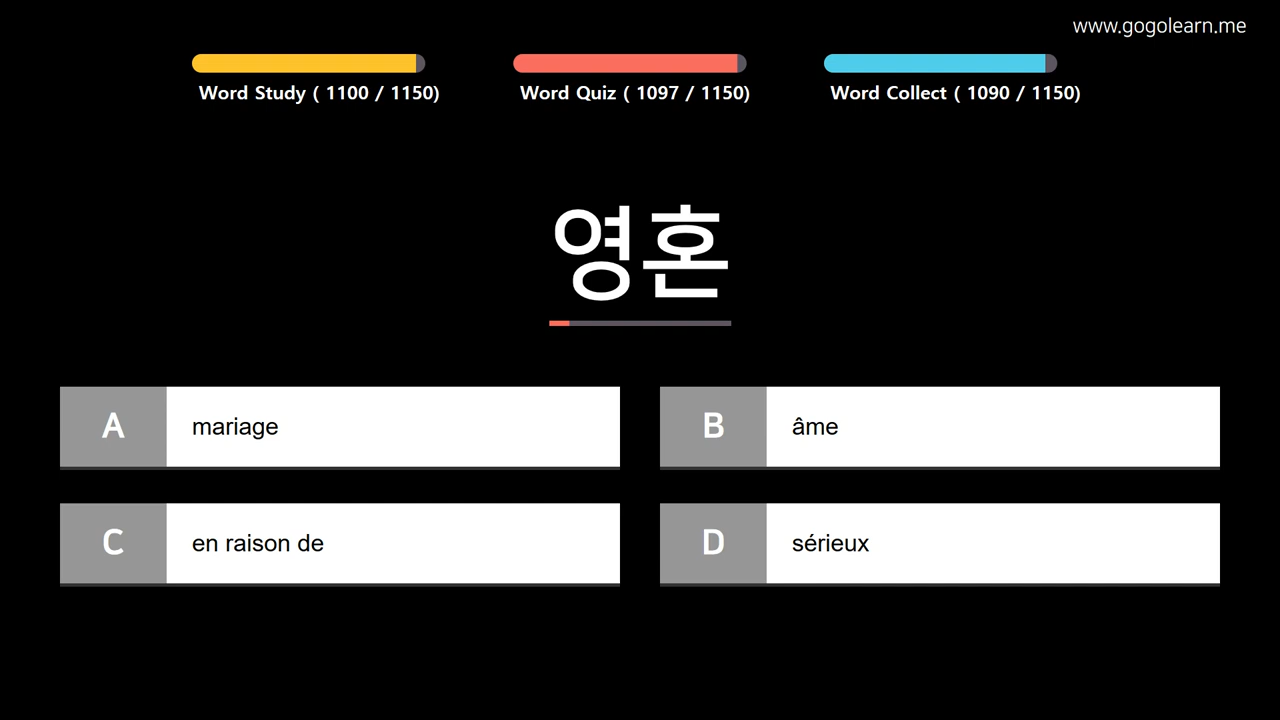 www.gogolearn.me
Word Study ( 1100 / 1150)
Word Quiz ( 1097 / 1150)
Word Collect ( 1090 / 1150)
영혼
A mariage
B âme
C en raison de
D sérieux